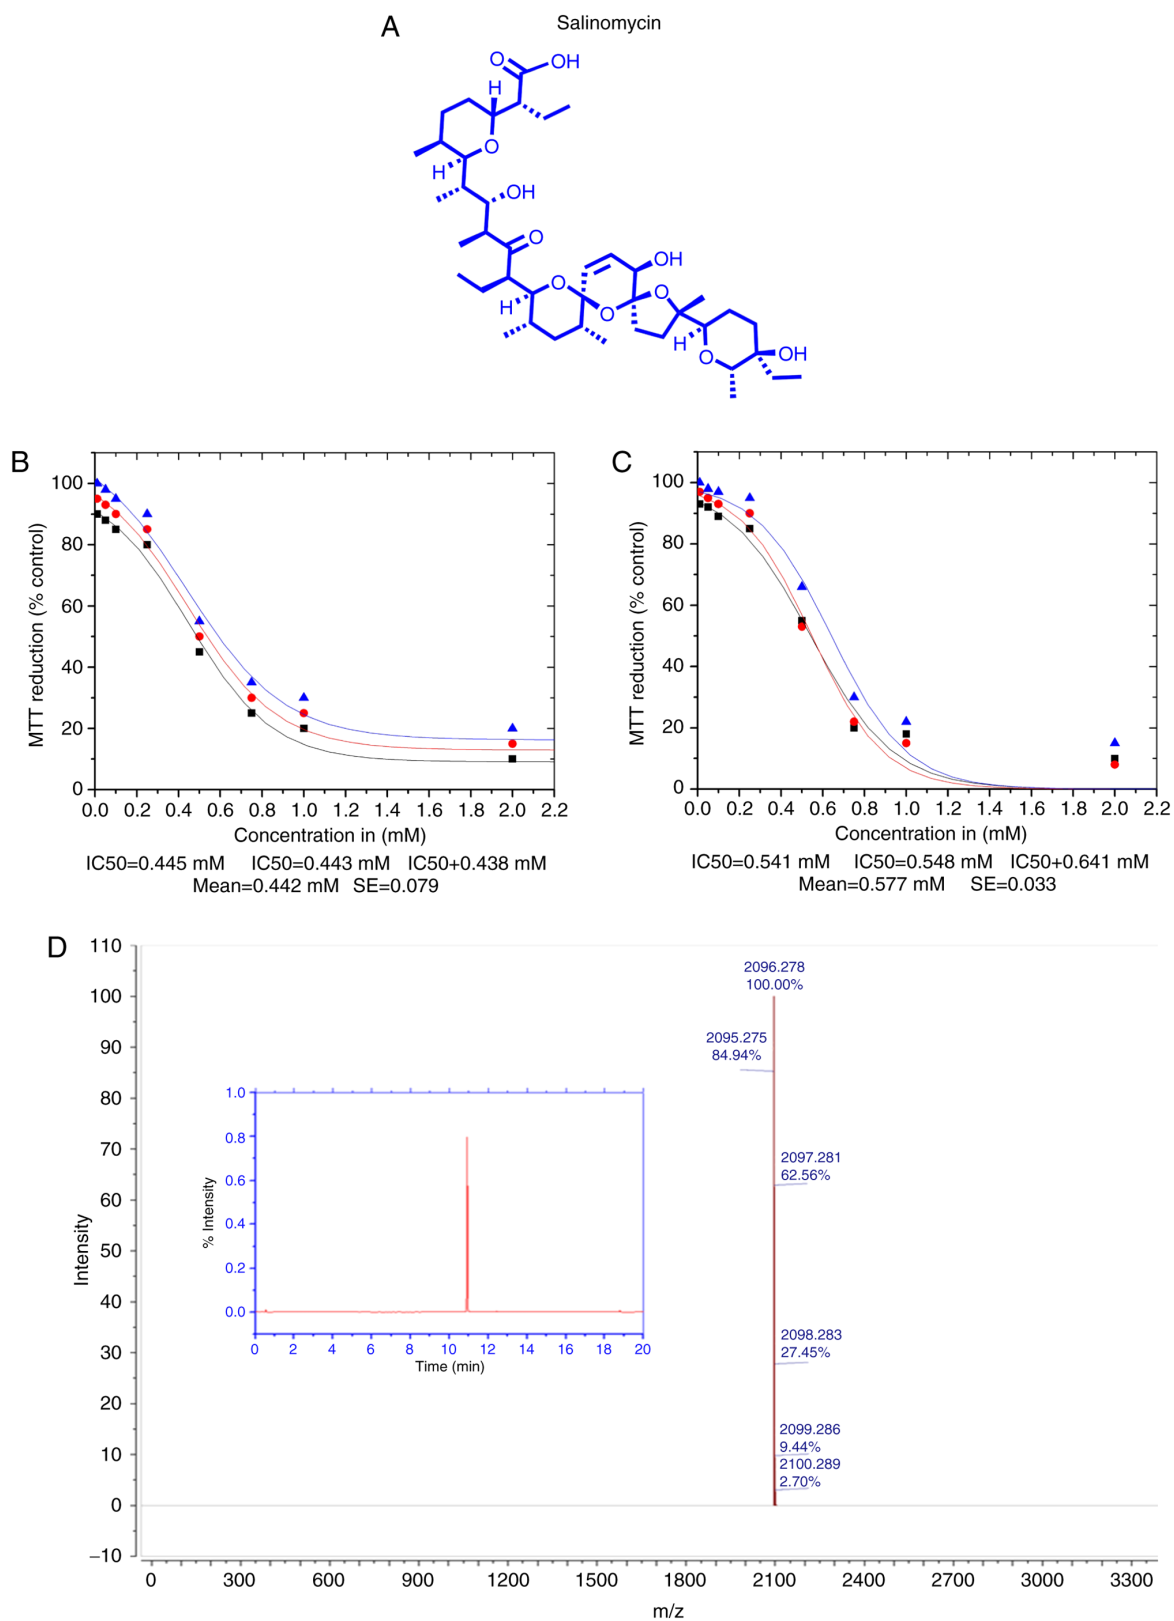 A
Salinomycin
O
OH
H
O
H
OH
O
OH
O
O
H
O
H
O
OH
B
MTT reduction (% control)
100
80
60
40
20
0
0.0 0.2 0.4 0.6 0.8 1.0 1.2 1.4 1.6 1.8 2.0 2.2
Concentration in (mM)
IC50=0.445 mM IC50=0.443 mM IC50+0.438 mM
Mean=0.442 mM SE=0.079
C
MTT reduction (% control)
100
80
60
40
20
0
0.0 0.2 0.4 0.6 0.8 1.0 1.2 1.4 1.6 1.8 2.0 2.2
Concentration in (mM)
IC50=0.541 mM IC50=0.548 mM IC50+0.641 mM
Mean=0.577 mM SE=0.033
D
Intensity
110
100
90
80
70
60
50
40
30
20
10
0
−10
2096.278
100.00%
2095.275
84.94%
2097.281
62.56%
2098.283
27.45%
2099.286
9.44%
2100.289
2.70%
% Intensity
1.0
0.8
0.6
0.4
0.2
0.0
0 2 4 6 8 10 12 14 16 18 20
Time (min)
0 300 600 900 1200 1500 1800 2100 2400 2700 3000 3300
m/z